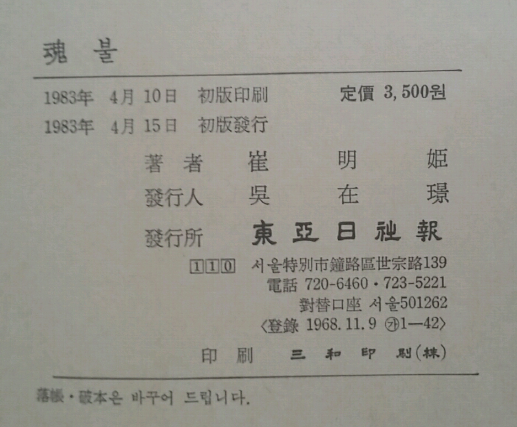 魂불
1983年 4月 10日 初版印刷 定價 3,500원
1983年 4月 15日 初版發行
著者 崔明姬
發行人 吳在璟
發行所 東亞日社報
110 서울特別市鐘路區世宗路139
電話 720-6460·723-5221
對替口座 서울501262
〈登錄 1968.11.9 ㉮1—42〉
印刷 三和印刷(株)
落帳·破本은 바꾸어 드립니다.